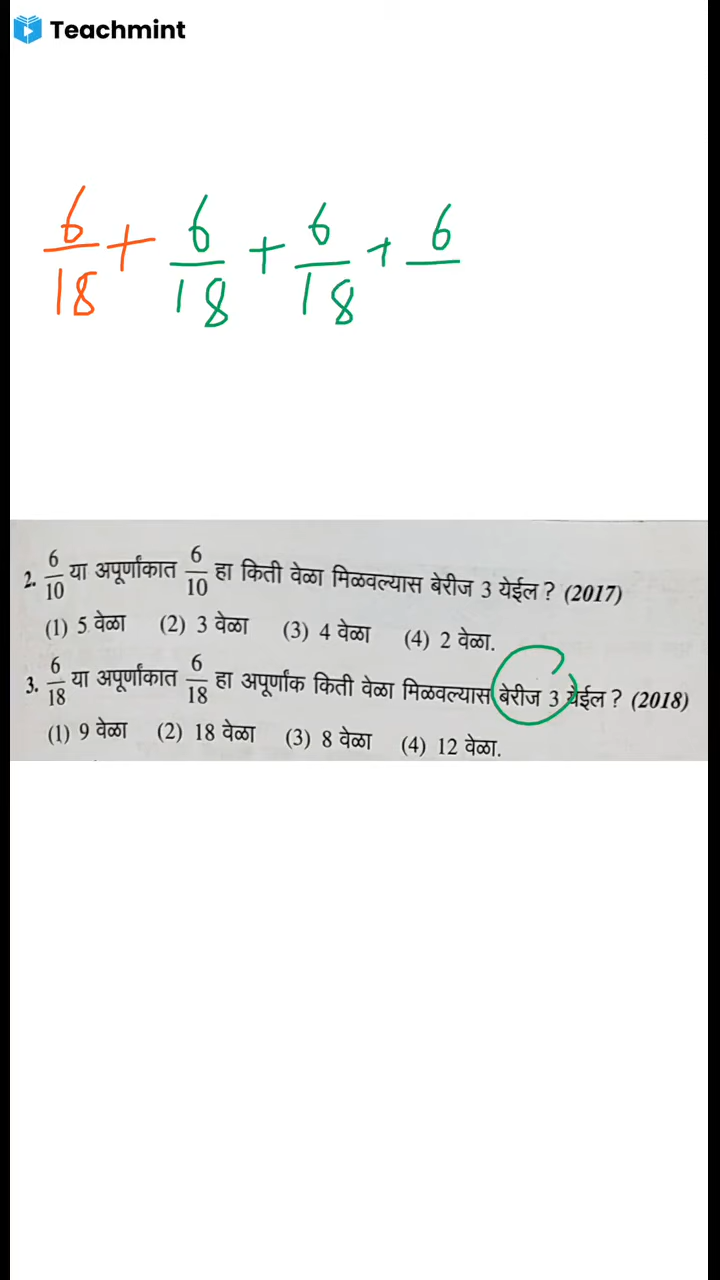 Teachmint
6/18 + 6/18 + 6/18 + 6/
2. 6/10 या अपूर्णांकात 6/10 हा किती वेळा मिळवल्यास बेरीज 3 येईल ? (2017)
(1) 5 वेळा (2) 3 वेळा (3) 4 वेळा (4) 2 वेळा.
3. 6/18 या अपूर्णांकात 6/18 हा अपूर्णांक किती वेळा मिळवल्यास बेरीज 3 येईल ? (2018)
(1) 9 वेळा (2) 18 वेळा (3) 8 वेळा (4) 12 वेळा.